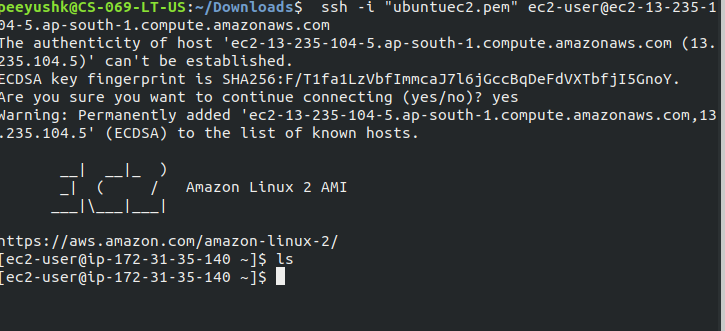 peeyushk@CS-069-LT-US:~/Downloads$  ssh -i "ubuntuec2.pem" ec2-user@ec2-13-235-1
04-5.ap-south-1.compute.amazonaws.com
The authenticity of host 'ec2-13-235-104-5.ap-south-1.compute.amazonaws.com (13.
235.104.5)' can't be established.
ECDSA key fingerprint is SHA256:F/T1fa1LzVbfImmcaJ7l6jGccBqDeFdVXTbfjI5GnoY.
Are you sure you want to continue connecting (yes/no)? yes
Warning: Permanently added 'ec2-13-235-104-5.ap-south-1.compute.amazonaws.com,13
.235.104.5' (ECDSA) to the list of known hosts.
       __|  __|_  )
       _|  (     /   Amazon Linux 2 AMI
      ___|\___|___|
https://aws.amazon.com/amazon-linux-2/
[ec2-user@ip-172-31-35-140 ~]$ ls
[ec2-user@ip-172-31-35-140 ~]$